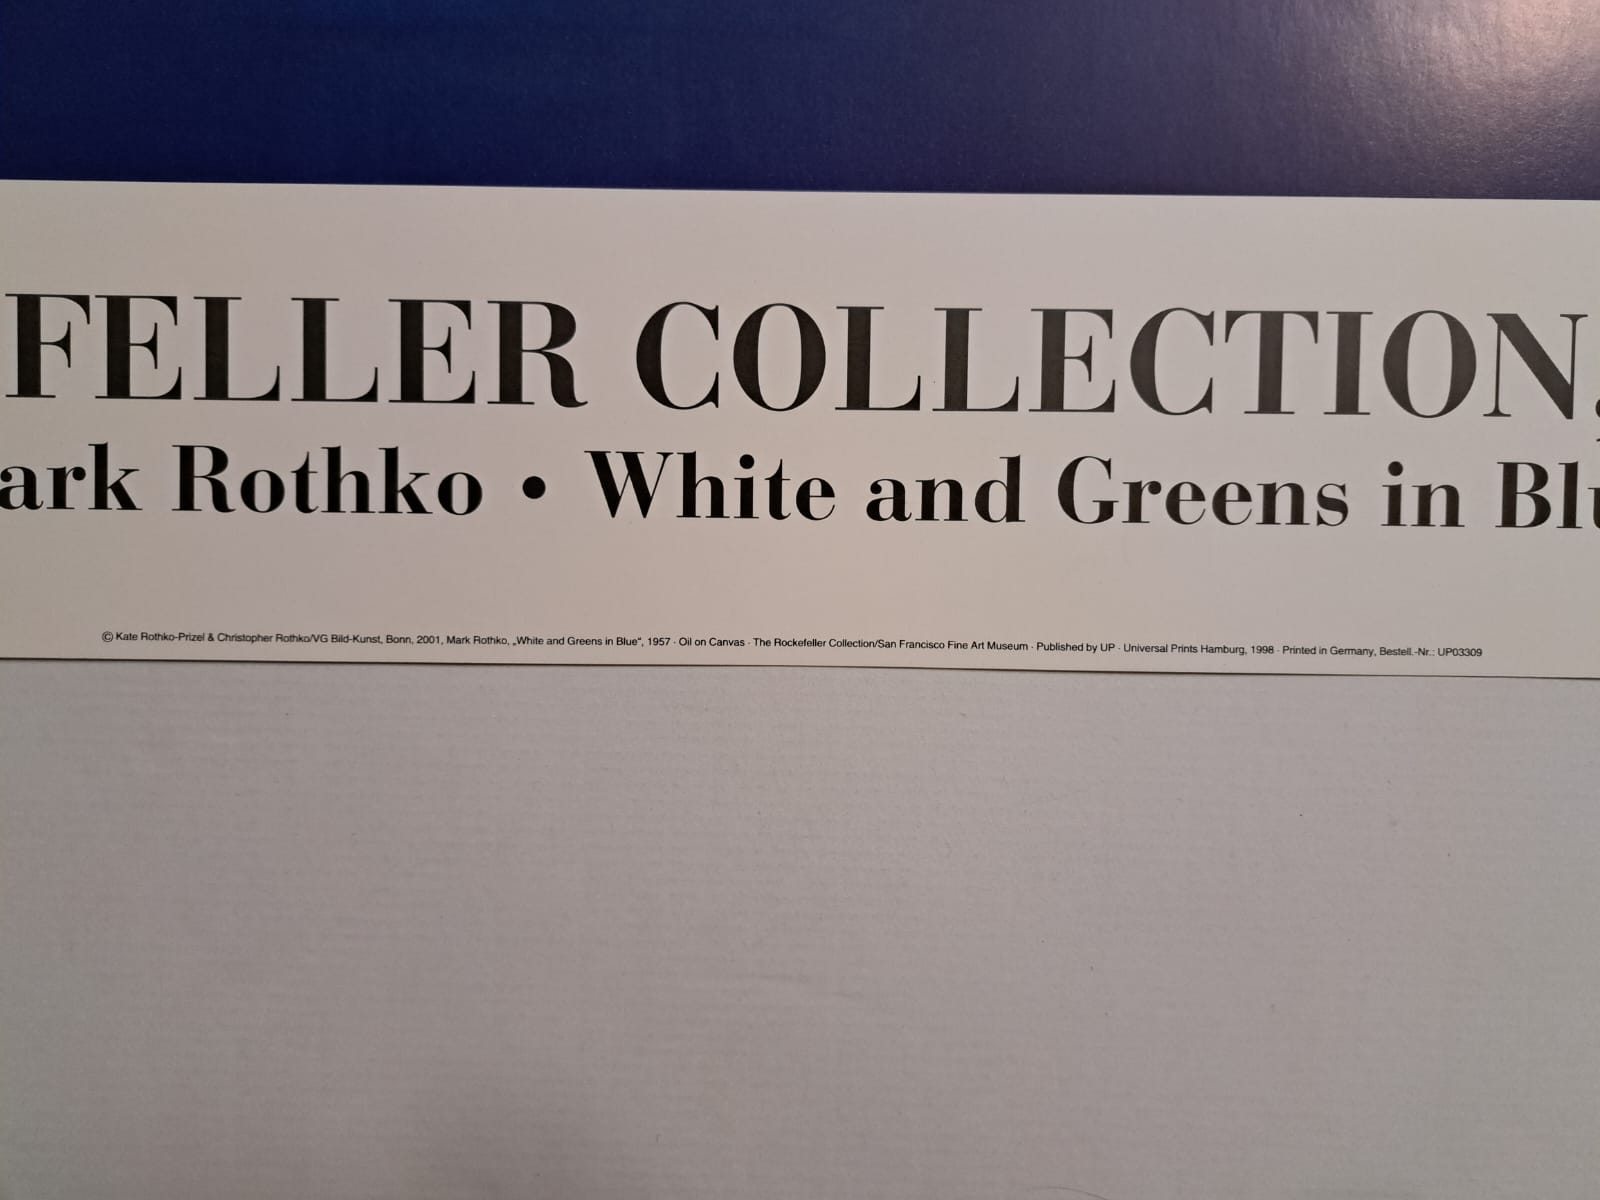 FELLER COLLECTION,
ark Rothko • White and Greens in Blu
© Kate Rothko-Prizel & Christopher Rothko/VG Bild-Kunst, Bonn, 2001, Mark Rothko, „White and Greens in Blue“, 1957 · Oil on Canvas · The Rockefeller Collection/San Francisco Fine Art Museum · Published by UP · Universal Prints Hamburg, 1998 · Printed in Germany, Bestell.-Nr.: UP03309